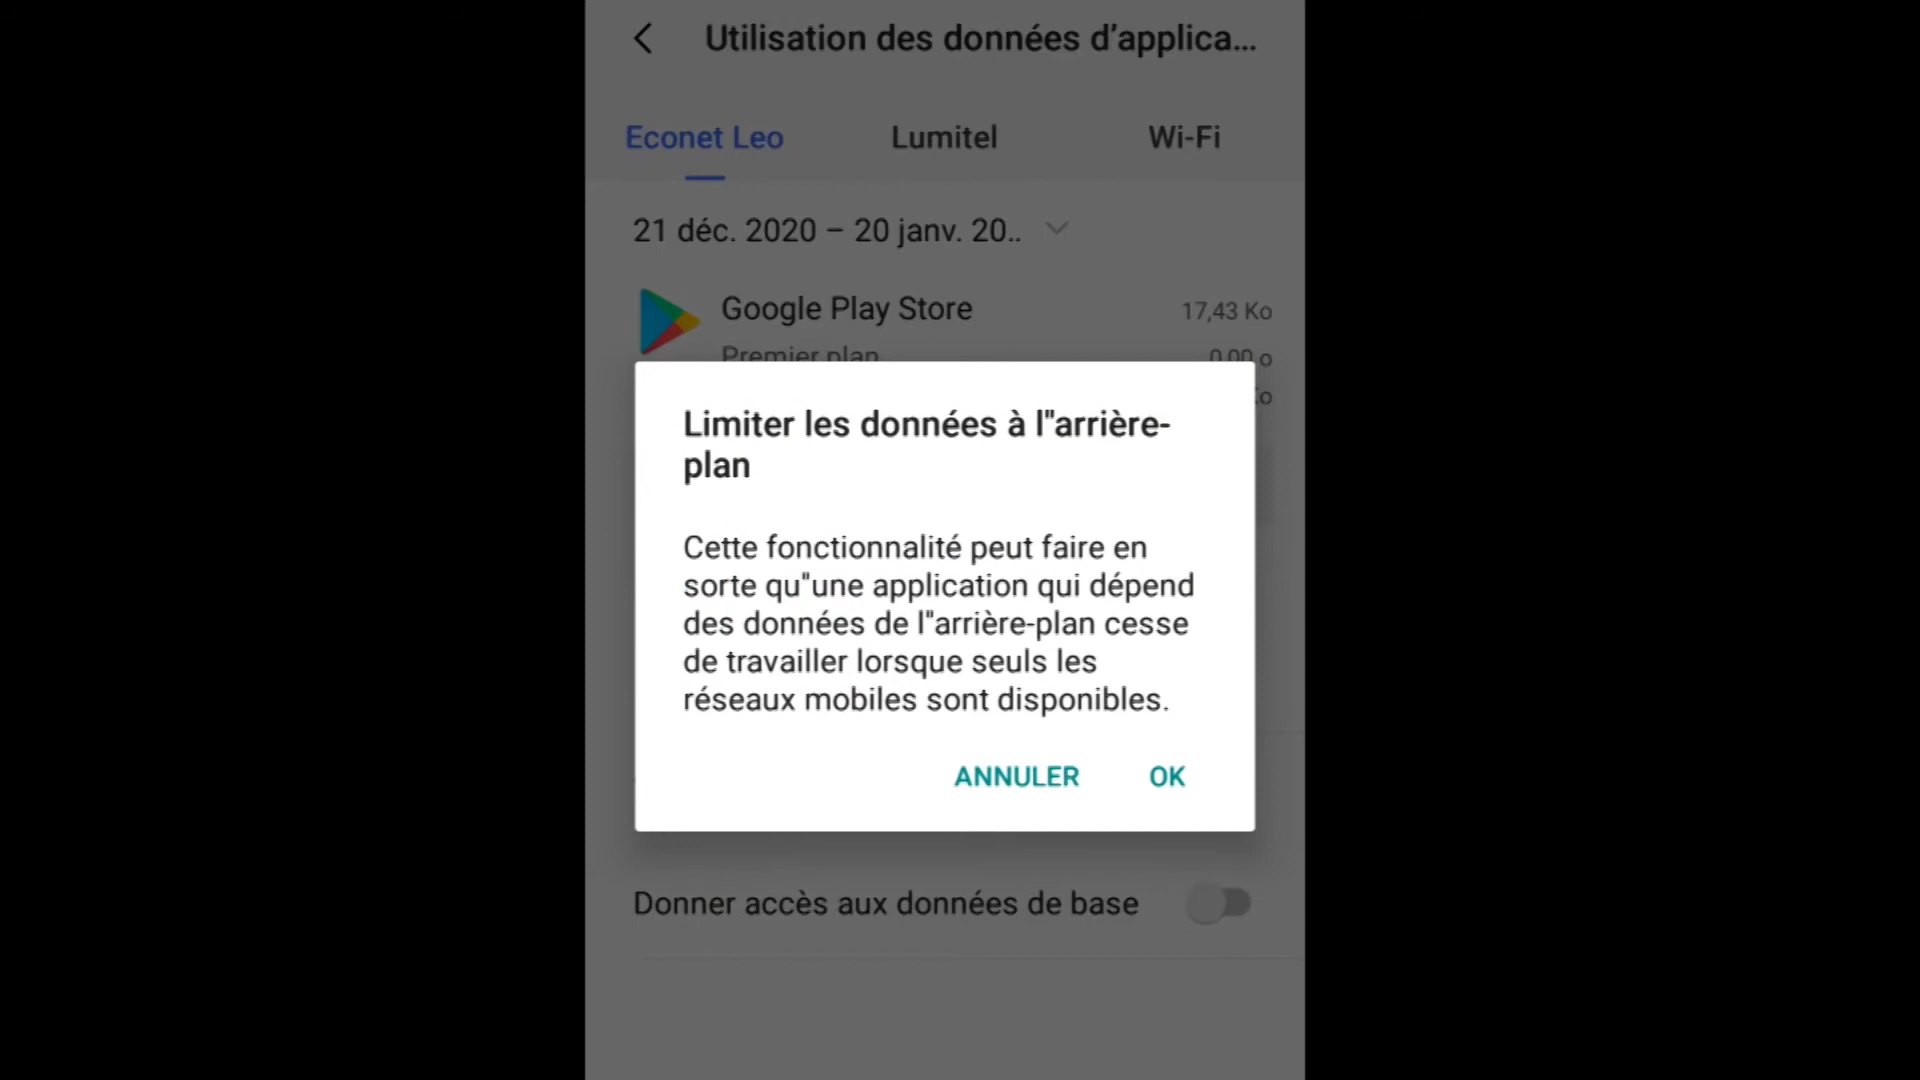 Utilisation des données d’applica...
Econet Leo
Lumitel
Wi-Fi
21 déc. 2020 – 20 janv. 20..
Google Play Store
17,43 Ko
Premier plan
0,00 o
Ko
Limiter les données à l"arrière-
plan
Cette fonctionnalité peut faire en
sorte qu"une application qui dépend
des données de l"arrière-plan cesse
de travailler lorsque seuls les
réseaux mobiles sont disponibles.
ANNULER
OK
Donner accès aux données de base